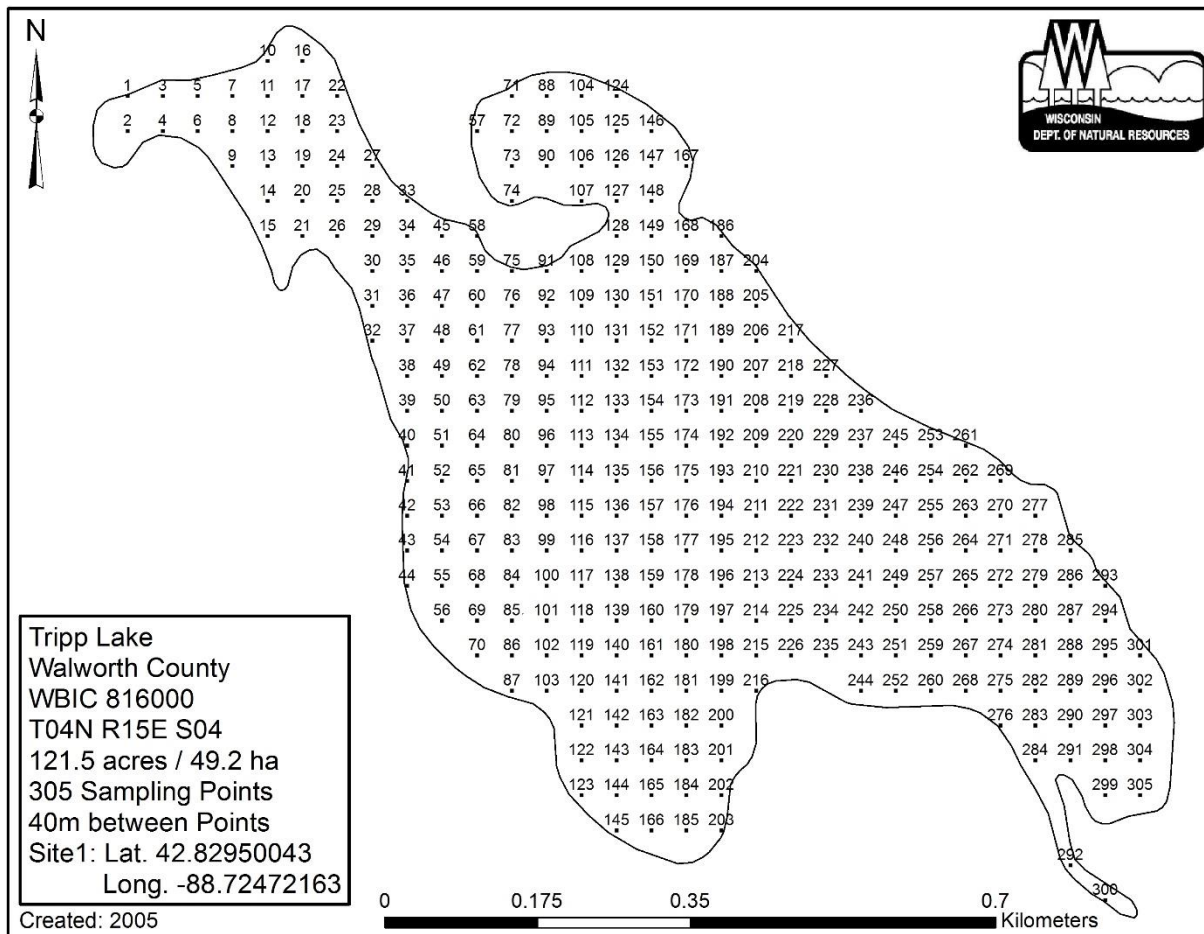 N
WISCONSIN
DEPT. OF NATURAL RESOURCES
10 16
1 3 5 7 11 17 22 71 88 104 124
2 4 6 8 12 18 23 57 72 89 105 125 146
9 13 19 24 27 73 90 106 126 147 167
14 20 25 28 33 74 107 127 148
15 21 26 29 34 45 58 128 149 168 186
30 35 46 59 75 91 108 129 150 169 187 204
31 36 47 60 76 92 109 130 151 170 188 205
32 37 48 61 77 93 110 131 152 171 189 206 217
38 49 62 78 94 111 132 153 172 190 207 218 227
39 50 63 79 95 112 133 154 173 191 208 219 228 236
40 51 64 80 96 113 134 155 174 192 209 220 229 237 245 253 261
41 52 65 81 97 114 135 156 175 193 210 221 230 238 246 254 262 269
42 53 66 82 98 115 136 157 176 194 211 222 231 239 247 255 263 270 277
43 54 67 83 99 116 137 158 177 195 212 223 232 240 248 256 264 271 278 285
44 55 68 84 100 117 138 159 178 196 213 224 233 241 249 257 265 272 279 286 293
56 69 85 101 118 139 160 179 197 214 225 234 242 250 258 266 273 280 287 294
70 86 102 119 140 161 180 198 215 226 235 243 251 259 267 274 281 288 295 301
87 103 120 141 162 181 199 216 244 252 260 268 275 282 289 296 302
121 142 163 182 200 276 283 290 297 303
122 143 164 183 201 284 291 298 304
123 144 165 184 202 299 305
145 166 185 203
292
300
Tripp Lake
Walworth County
WBIC 816000
T04N R15E S04
121.5 acres / 49.2 ha
305 Sampling Points
40m between Points
Site1: Lat. 42.82950043
Long. -88.72472163
Created: 2005
0 0.175 0.35 0.7
Kilometers